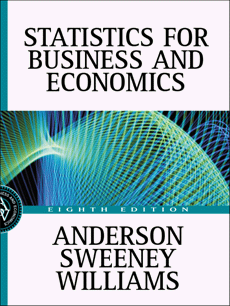 STATISTICS FOR
BUSINESS AND
ECONOMICS
EIGHTH EDITION
ANDERSON
SWEENEY
WILLIAMS